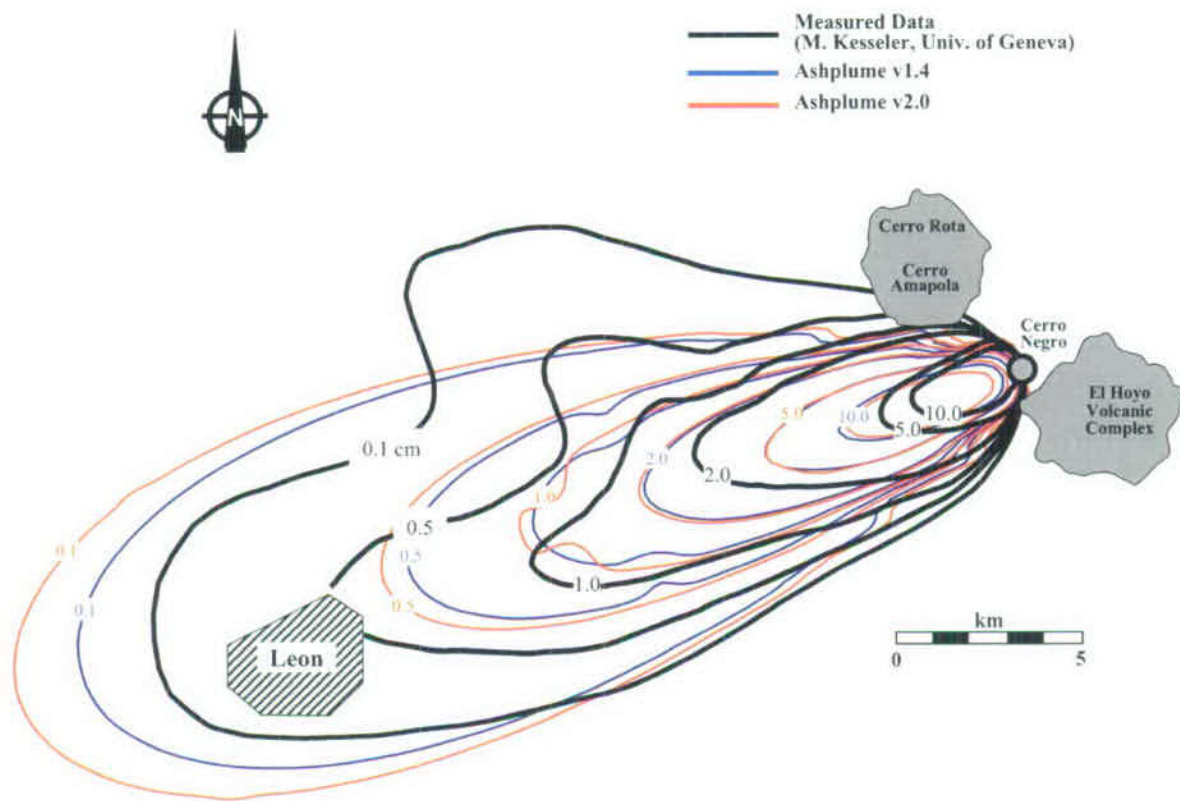 Measured Data
(M. Kesseler, Univ. of Geneva)
Ashplume v1.4
Ashplume v2.0
N
Cerro Rota
Cerro
Amapola
Cerro
Negro
El Hoyo
Volcanic
Complex
10.0
5.0
10.0
5.0
2.0
2.0
0.1 cm
1.0
0.5
0.5
1.0
0.5
0.1
0.1
Leon
km
0
5